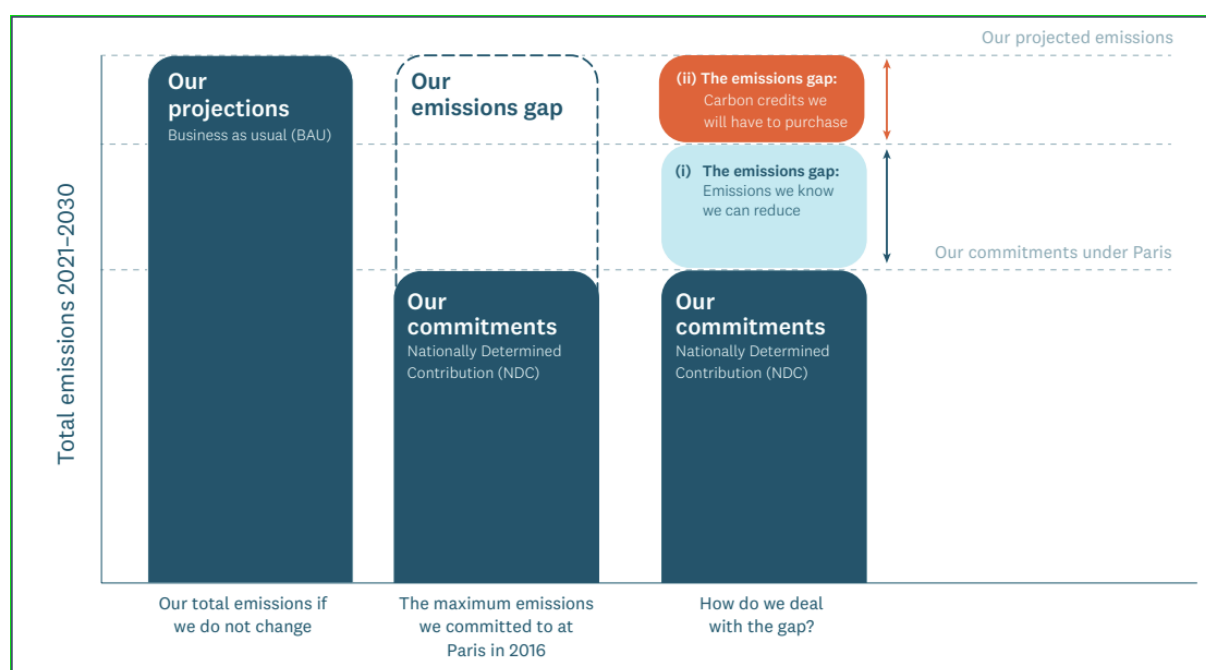 Our projected emissions
Our
projections
Business as usual (BAU)
Our
emissions gap
(ii) The emissions gap:
Carbon credits we
will have to purchase
(i) The emissions gap:
Emissions we know
we can reduce
Our commitments under Paris
Our
commitments
Nationally Determined
Contribution (NDC)
Our
commitments
Nationally Determined
Contribution (NDC)
Total emissions 2021–2030
Our total emissions if
we do not change
The maximum emissions
we committed to at
Paris in 2016
How do we deal
with the gap?